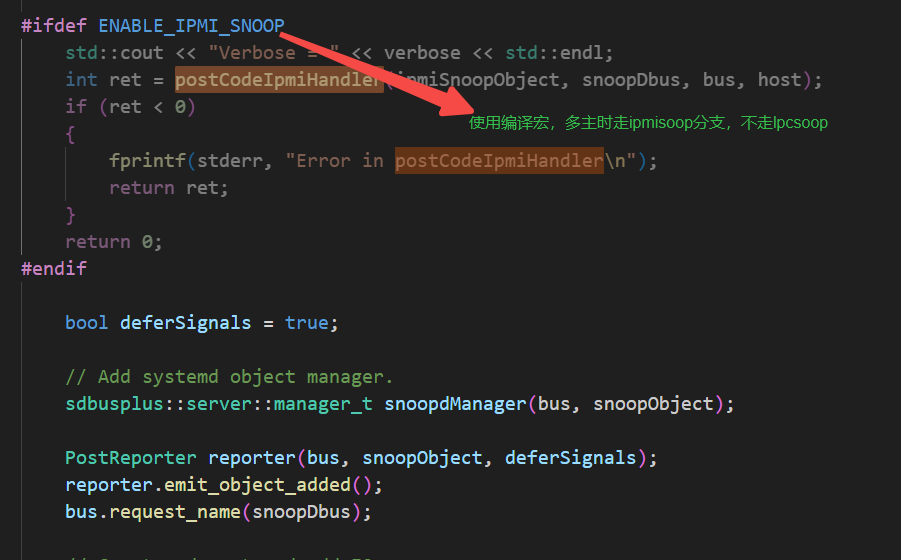 #ifdef ENABLE_IPMI_SNOOP
std::cout << "Verbose = " << verbose << std::endl;
int ret = postCodeIpmiHandler(ipmiSnoopObject, snoopDbus, bus, host);
if (ret < 0)
使用编译宏，多主时走ipmisoop分支，不走lpcsoop
{
fprintf(stderr, "Error in postCodeIpmiHandler\n");
return ret;
}
return 0;
#endif
bool deferSignals = true;
// Add systemd object manager.
sdbusplus::server::manager_t snoopdManager(bus, snoopObject);
PostReporter reporter(bus, snoopObject, deferSignals);
reporter.emit_object_added();
bus.request_name(snoopDbus);